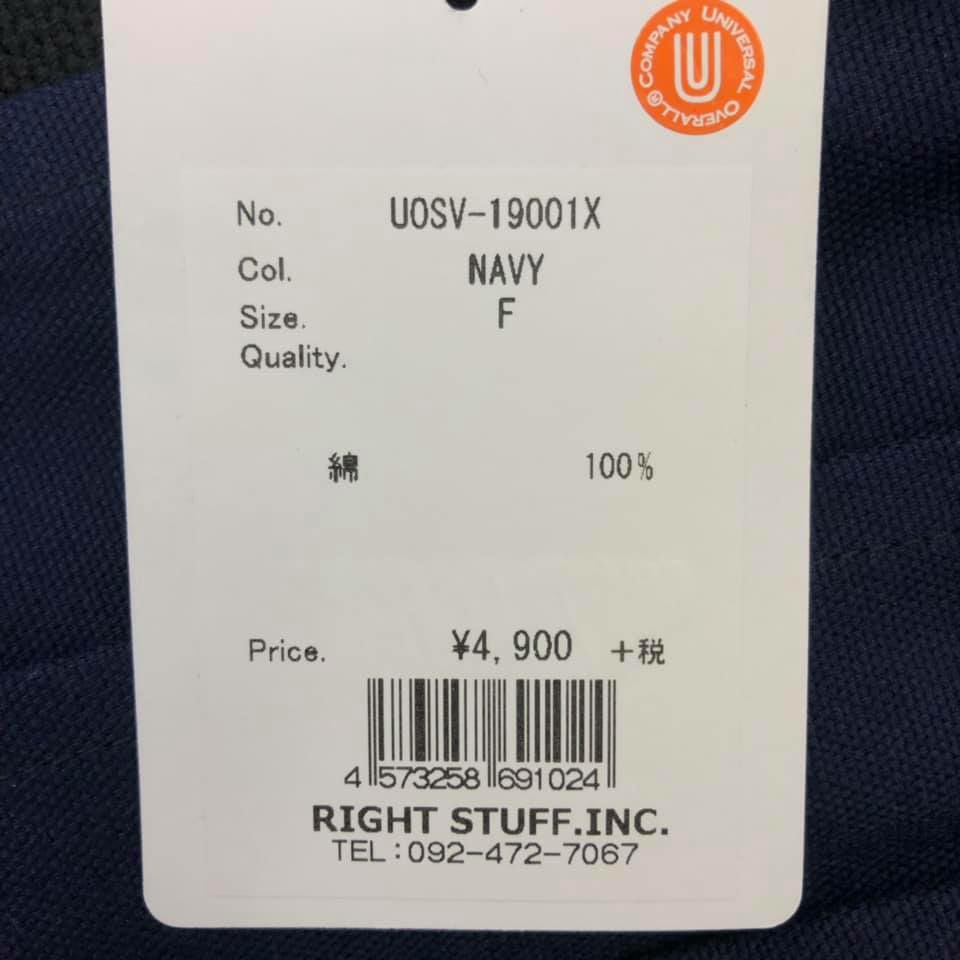 COMPANY UNIVERSAL OVERALL®
U
No. UOSV-19001X
Col. NAVY
Size. F
Quality.
綿 100%
Price. ¥4,900 +税
4 573258 691024
RIGHT STUFF.INC.
TEL:092-472-7067